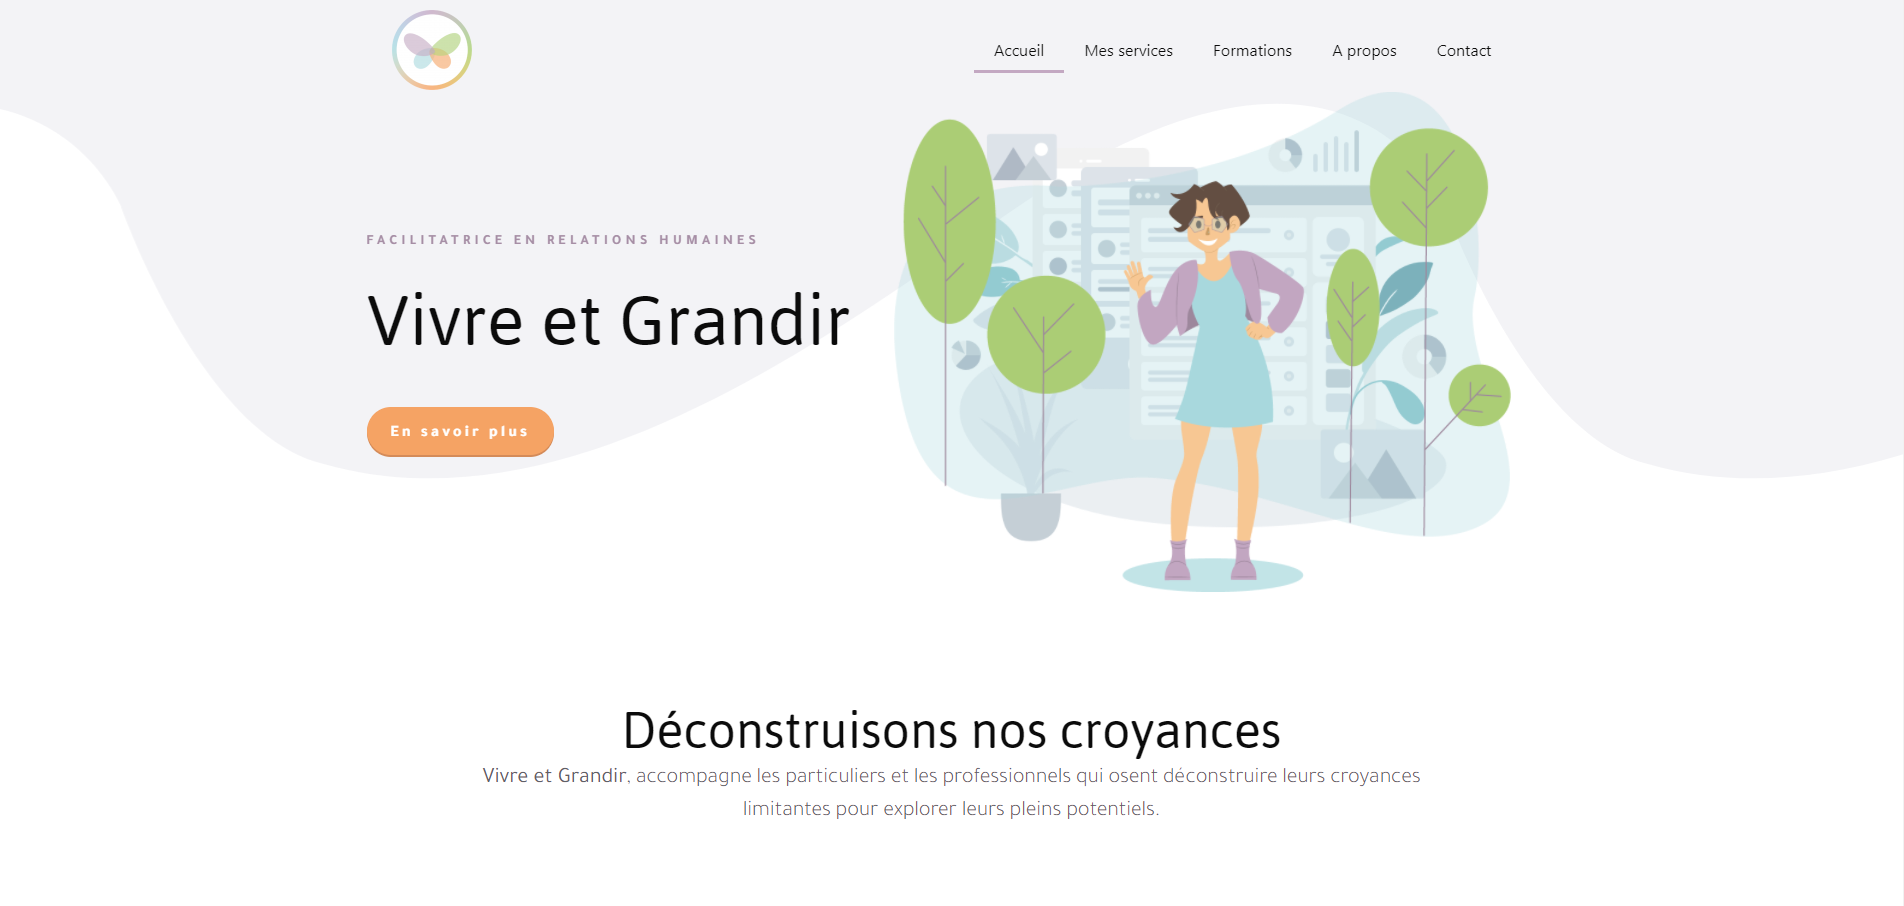 Accueil Mes services Formations A propos Contact
FACILITATRICE EN RELATIONS HUMAINES
Vivre et Grandir
En savoir plus
Déconstruisons nos croyances
Vivre et Grandir, accompagne les particuliers et les professionnels qui osent déconstruire leurs croyances
limitantes pour explorer leurs pleins potentiels.